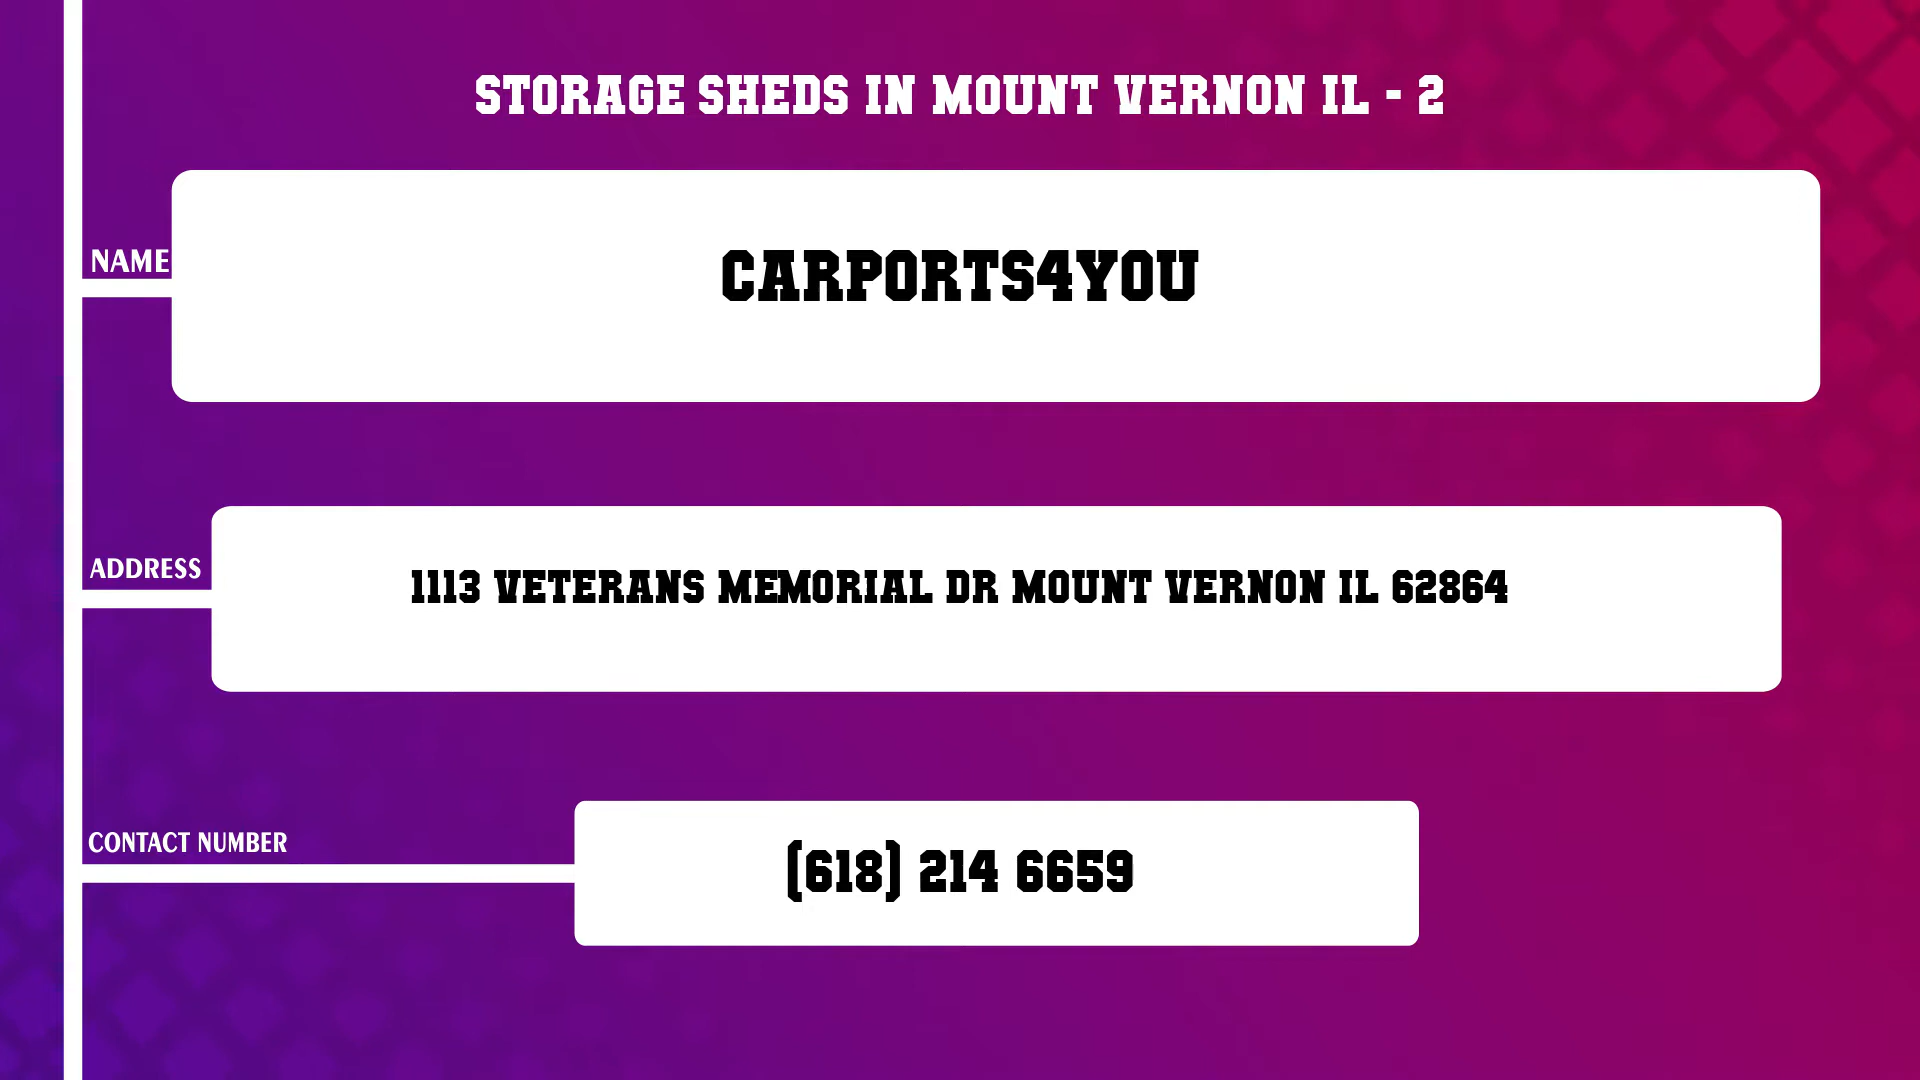 STORAGE SHEDS IN MOUNT VERNON IL - 2
NAME
CARPORTS4YOU
ADDRESS
1113 VETERANS MEMORIAL DR MOUNT VERNON IL 62864
CONTACT NUMBER
(618) 214 6659